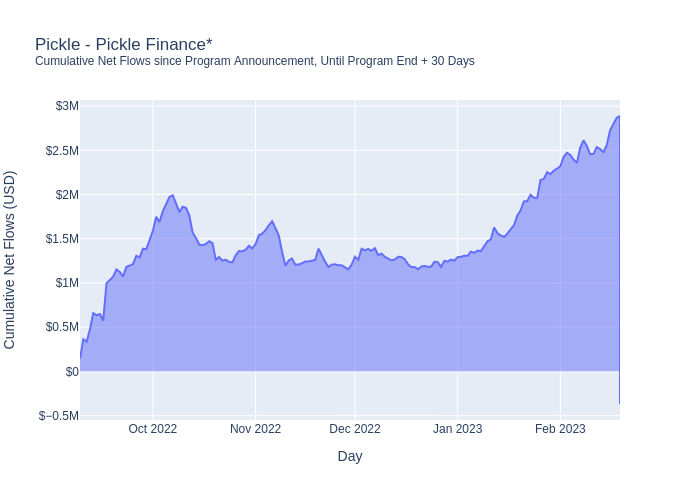 Pickle - Pickle Finance*
Cumulative Net Flows since Program Announcement, Until Program End + 30 Days
Cumulative Net Flows (USD)
$3M
$2.5M
$2M
$1.5M
$1M
$0.5M
$0
$−0.5M
Oct 2022
Nov 2022
Dec 2022
Jan 2023
Feb 2023
Day